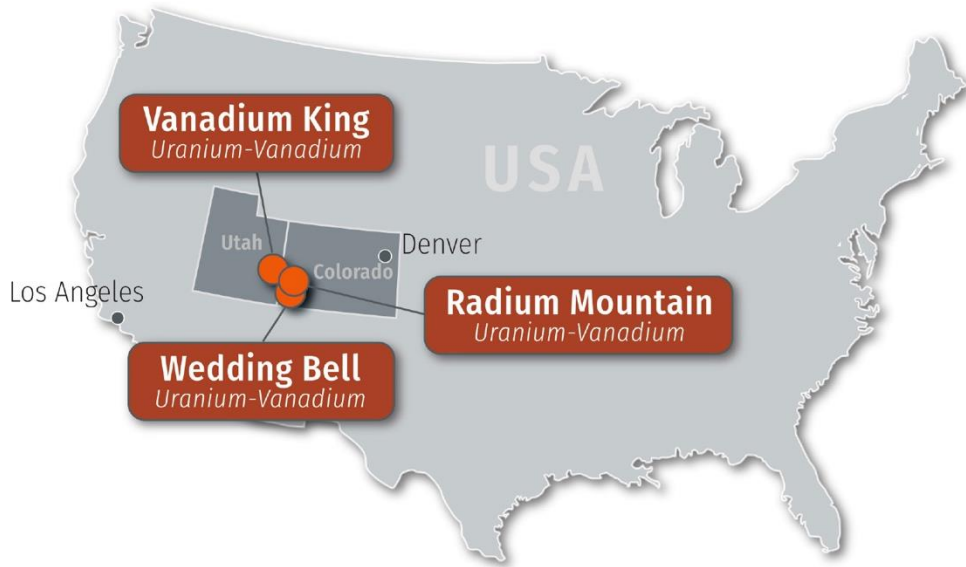 Vanadium King
Uranium-Vanadium
USA
Utah
Denver
Colorado
Los Angeles
Radium Mountain
Uranium-Vanadium
Wedding Bell
Uranium-Vanadium